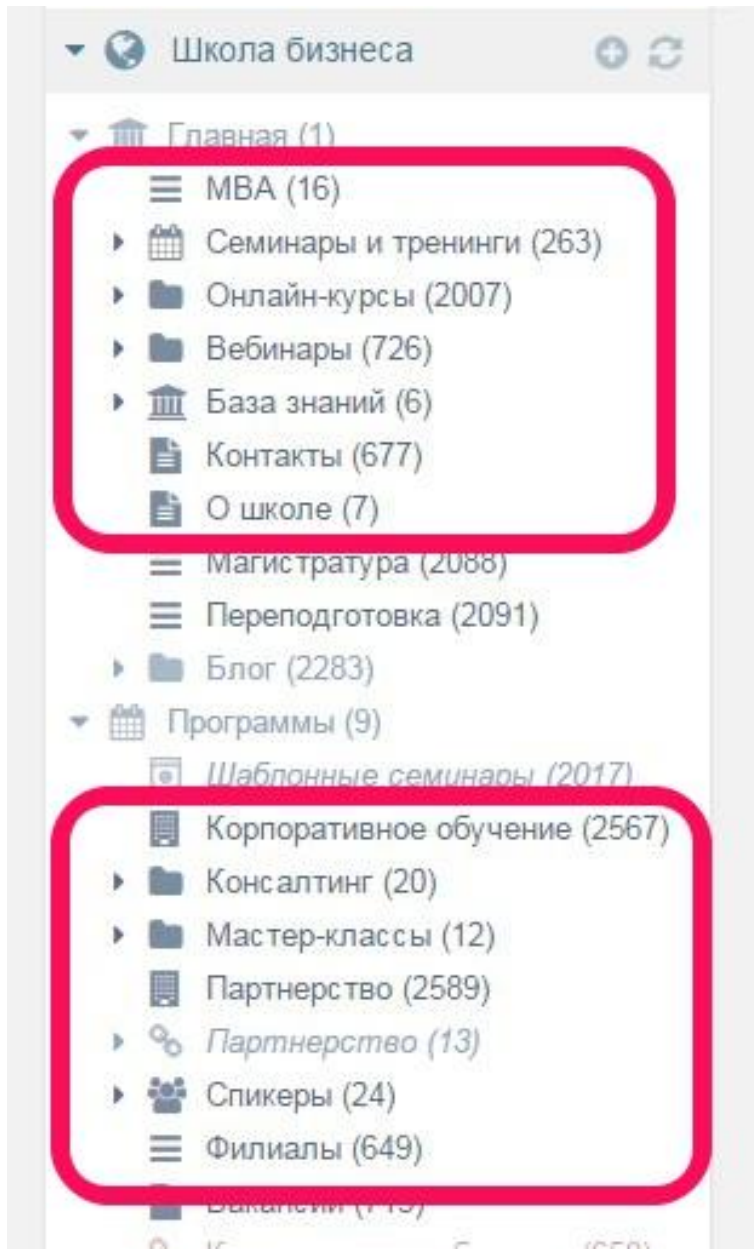 Школа бизнеса
Главная (1)
MBA (16)
Семинары и тренинги (263)
Онлайн-курсы (2007)
Вебинары (726)
База знаний (6)
Контакты (677)
О школе (7)
Магистратура (2088)
Переподготовка (2091)
Блог (2283)
Программы (9)
Шаблонные семинары (2017)
Корпоративное обучение (2567)
Консалтинг (20)
Мастер-классы (12)
Партнерство (2589)
Партнерство (13)
Спикеры (24)
Филиалы (649)
Вакансии (715)